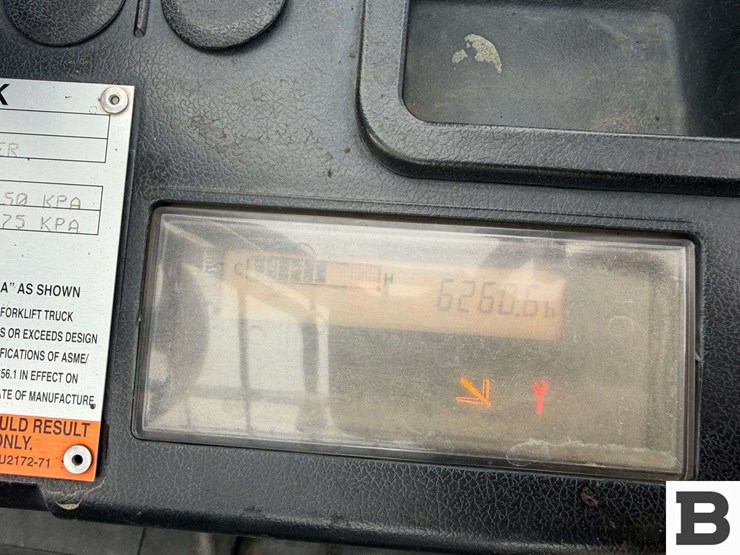 K
ER
50 KPA
75 KPA
A" AS SHOWN
FORKLIFT TRUCK
S OR EXCEEDS DESIGN
FICATIONS OF ASME/
56.1 IN EFFECT ON
TE OF MANUFACTURE
ULD RESULT
ONLY.
U2172-71
C H
6260.6h
B